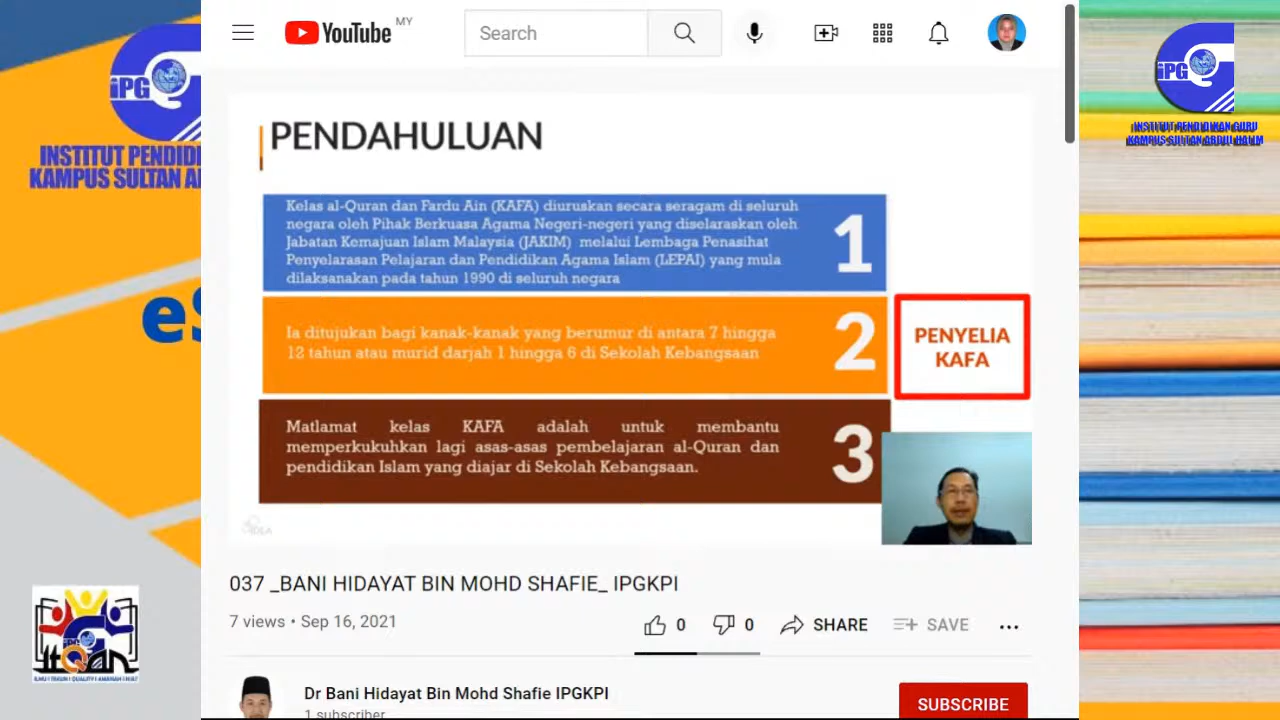 YouTube MY
Search
iPG
INSTITUT PENDIDI
KAMPUS SULTAN AB
iPG
INSTITUT PENDIDIKAN GURU
KAMPUS SULTAN ABDUL HALIM
PENDAHULUAN
Kelas al-Quran dan Fardu Ain (KAFA) diuruskan secara seragam di seluruh
negara oleh Pihak Berkuasa Agama Negeri-negeri yang diselaraskan oleh
Jabatan Kemajuan Islam Malaysia (JAKIM) melalui Lembaga Penasihat
Penyelarasan Pelajaran dan Pendidikan Agama Islam (LEPAI) yang mula
dilaksanakan pada tahun 1990 di seluruh negara
1
eS
Ia ditujukan bagi kanak-kanak yang berumur di antara 7 hingga
12 tahun atau murid darjah 1 hingga 6 di Sekolah Kebangsaan
2
PENYELIA
KAFA
Matlamat kelas KAFA adalah untuk membantu
memperkukuhkan lagi asas-asas pembelajaran al-Quran dan
pendidikan Islam yang diajar di Sekolah Kebangsaan.
3
037 _BANI HIDAYAT BIN MOHD SHAFIE_ IPGKPI
7 views • Sep 16, 2021
0
0
SHARE
SAVE
Dr Bani Hidayat Bin Mohd Shafie IPGKPI
1 subscriber
SUBSCRIBE